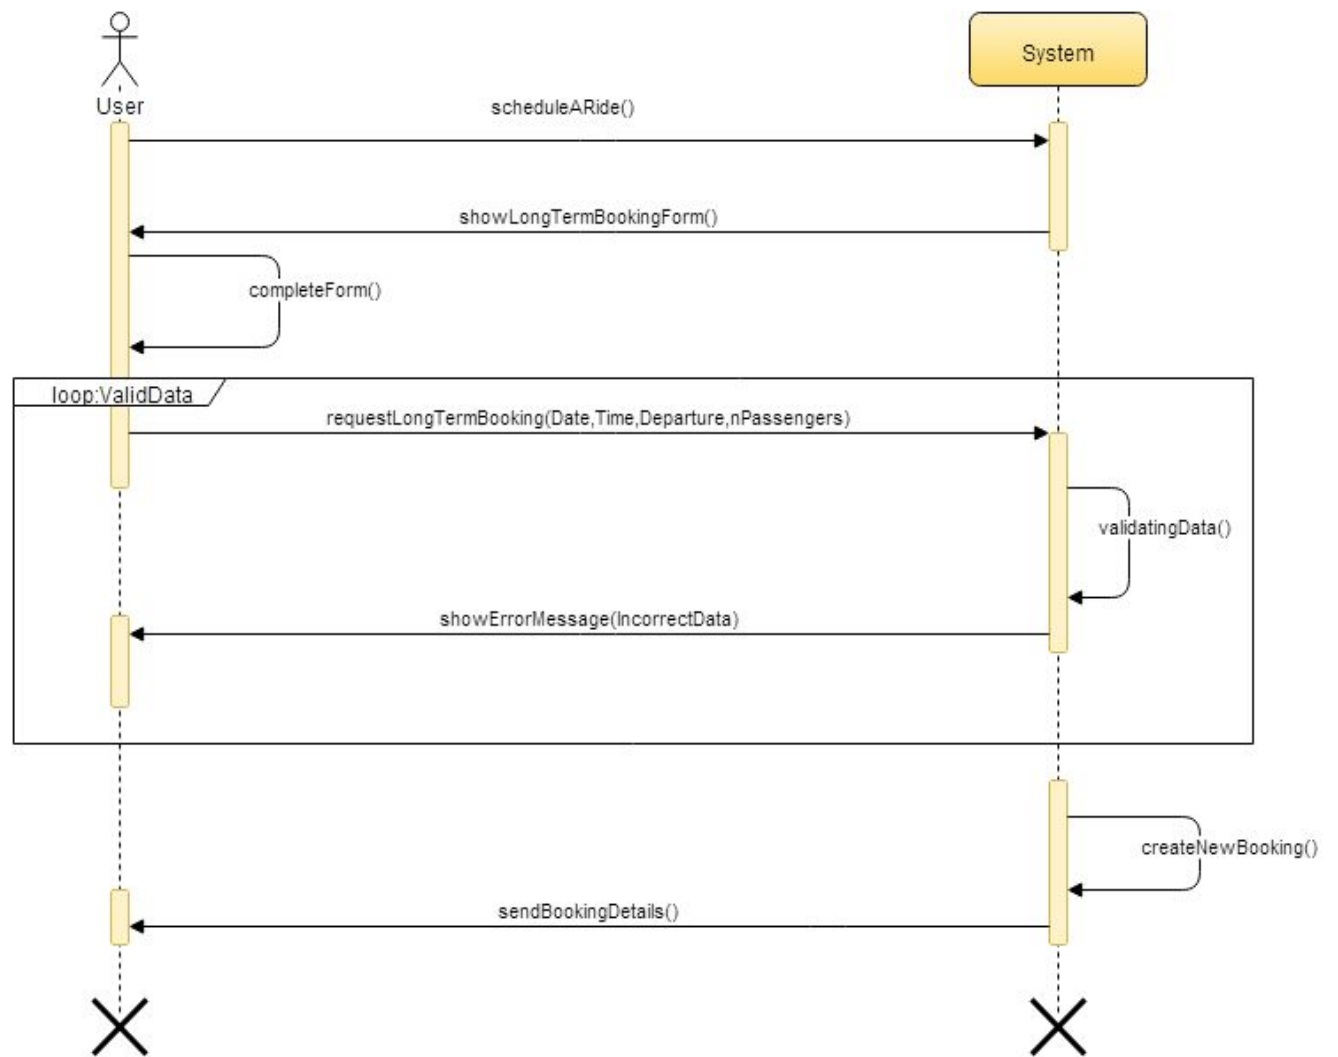 System
User
scheduleARide()
showLongTermBookingForm()
completeForm()
loop:ValidData
requestLongTermBooking(Date,Time,Departure,nPassengers)
validatingData()
showErrorMessage(IncorrectData)
createNewBooking()
sendBookingDetails()